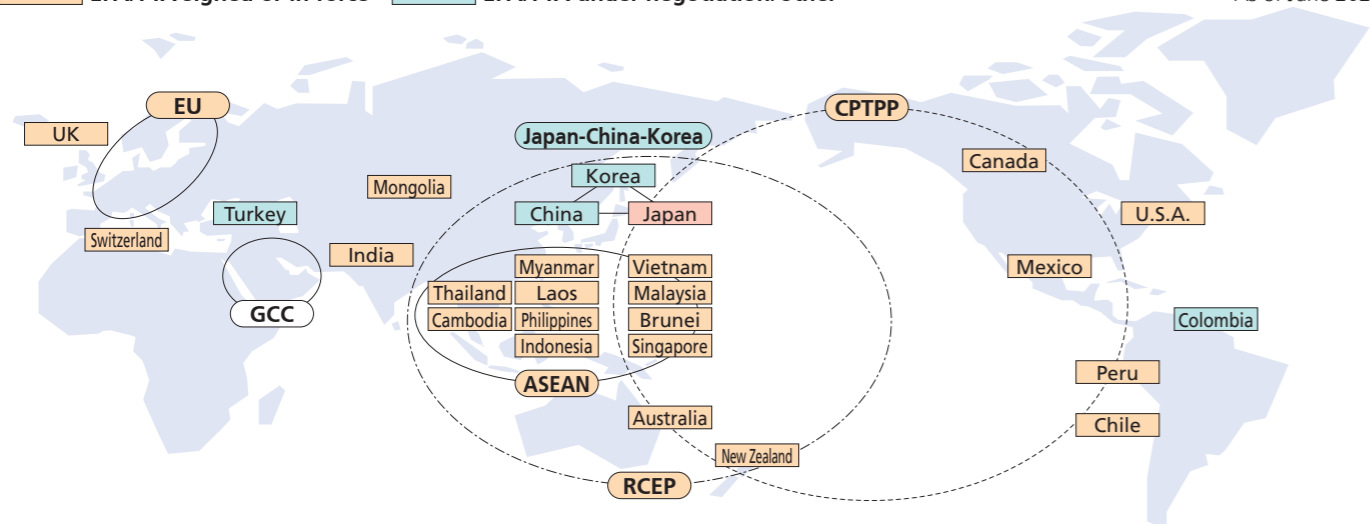 EU
CPTPP
UK
Japan-China-Korea
Canada
Korea
Mongolia
Turkey
China
Japan
U.S.A.
Switzerland
India
Myanmar
Vietnam
Mexico
Thailand
Laos
Malaysia
GCC
Cambodia
Philippines
Brunei
Colombia
Indonesia
Singapore
Peru
ASEAN
Australia
Chile
New Zealand
RCEP